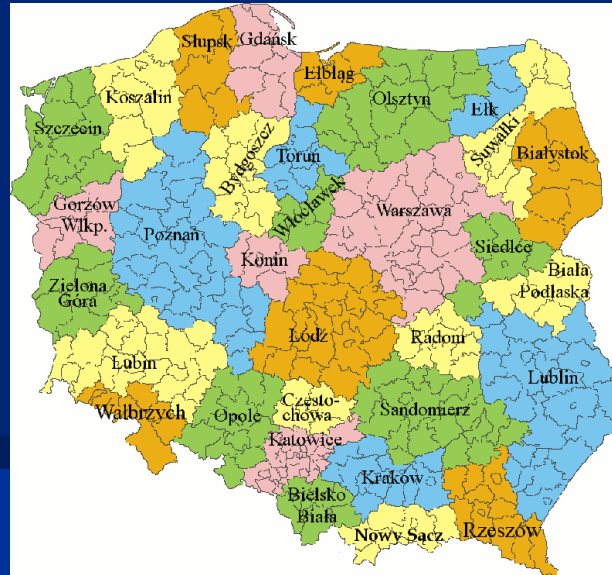 Słupsk
Gdańsk
Elbląg
Koszalin
Olsztyn
Ełk
Szczecin
Bydgoszcz
Toruń
Suwałki
Białystok
Włocławek
Gorzów
Wlkp.
Warszawa
Poznań
Siedlce
Konin
Biała
Podlaska
Zielona
Góra
Łódź
Radom
Lubin
Lublin
Wałbrzych
Opole
Często-
chówa
Sandomierz
Katowice
Kraków
Bielsko
Biała
Nowy Sącz
Rzeszów